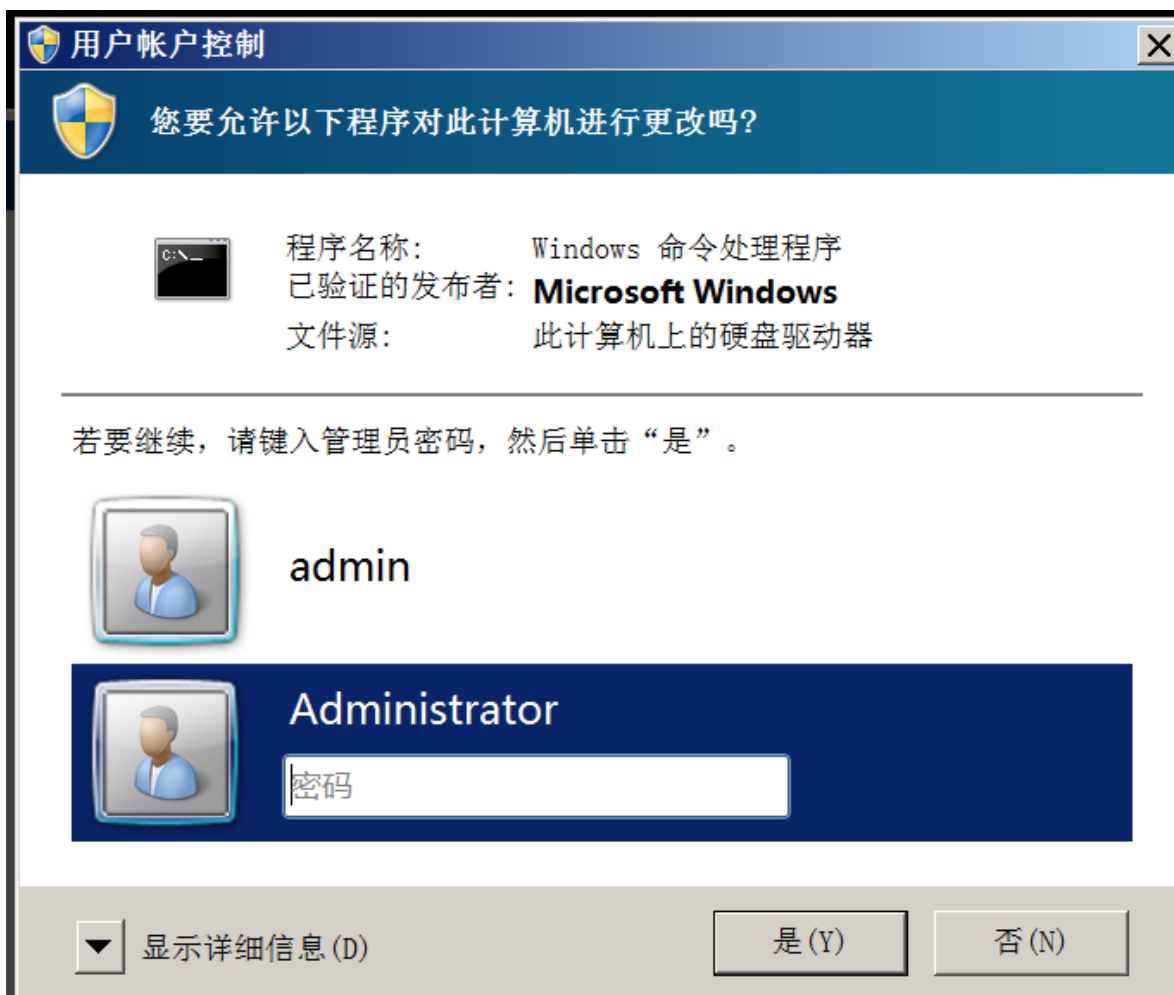 用户帐户控制
您要允许以下程序对此计算机进行更改吗?
C:\_
程序名称: Windows 命令处理程序
已验证的发布者: Microsoft Windows
文件源: 此计算机上的硬盘驱动器
若要继续，请键入管理员密码，然后单击“是”。
admin
Administrator
密码
显示详细信息(D)
是(Y)
否(N)